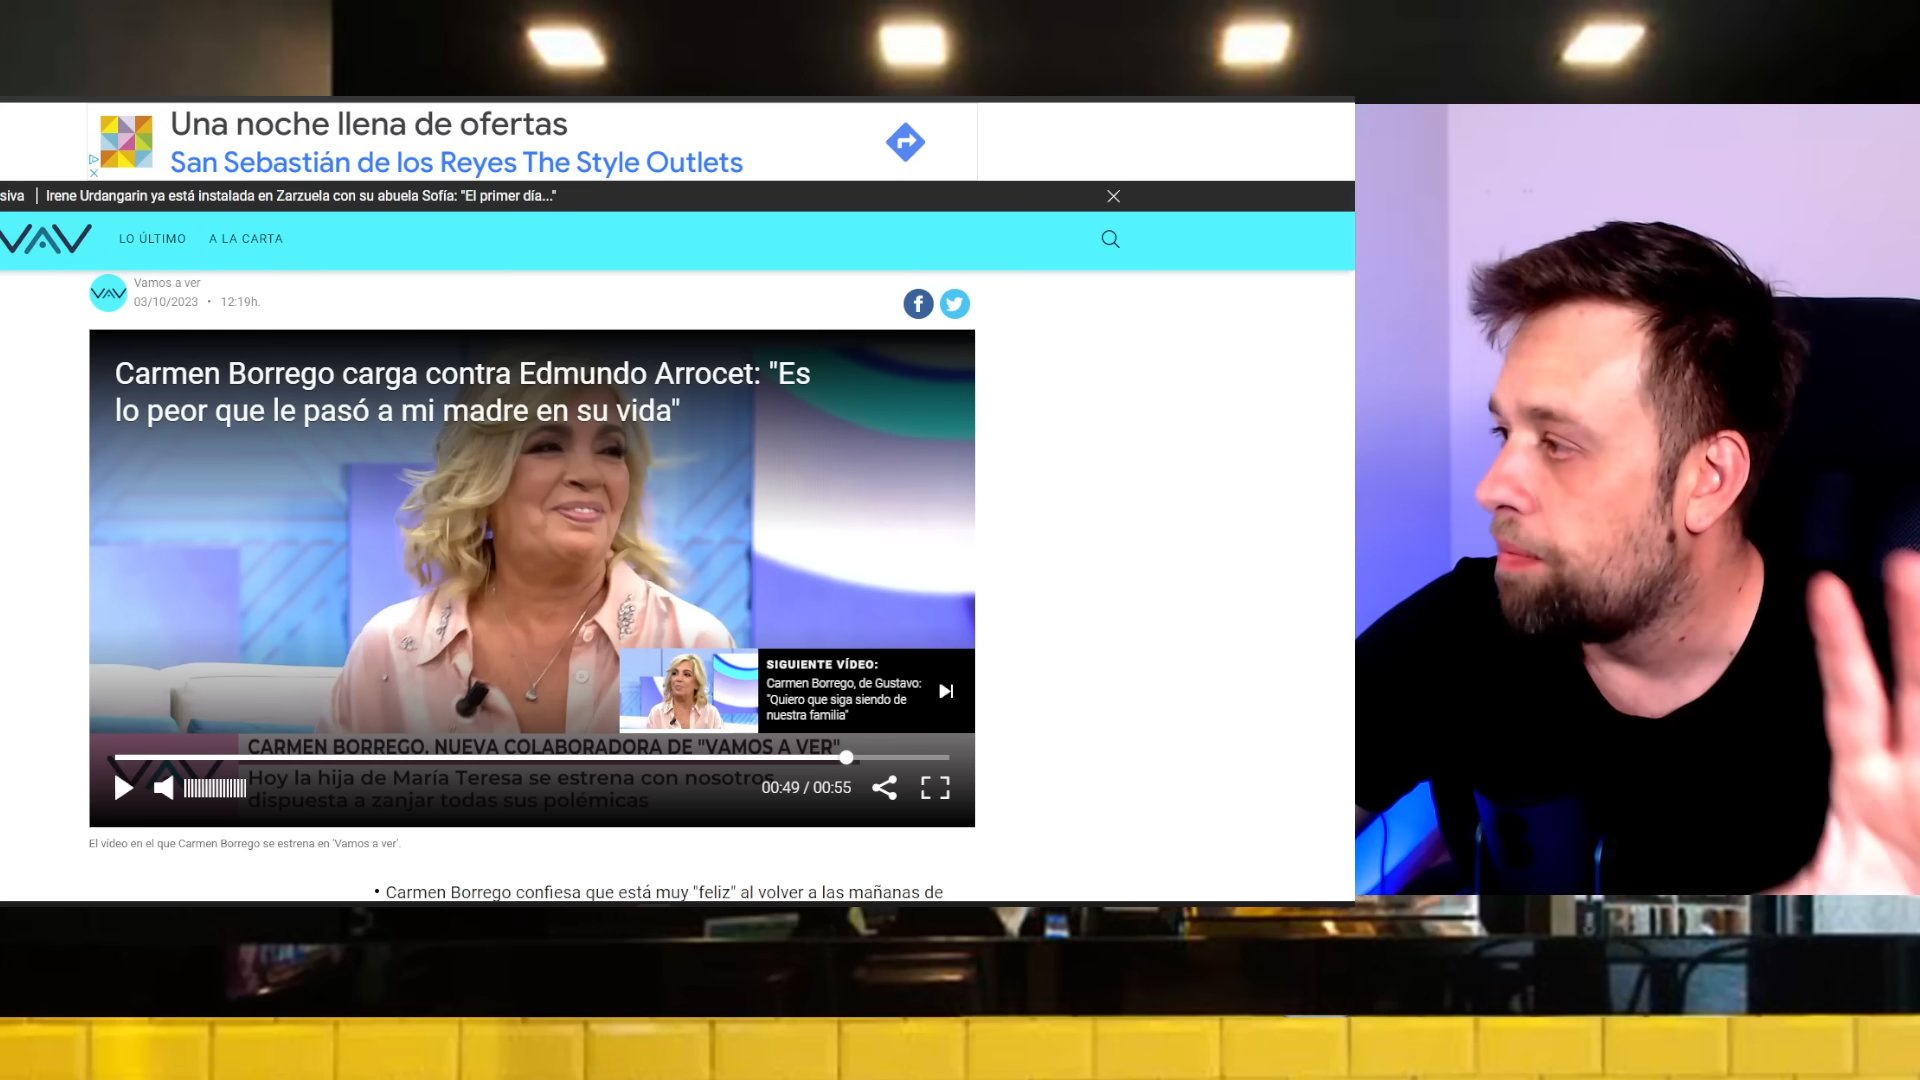 Una noche llena de ofertas
San Sebastián de los Reyes The Style Outlets
siva | Irene Urdangarin ya está instalada en Zarzuela con su abuela Sofía: "El primer día..."
VAV
LO ÚLTIMO A LA CARTA
VAV
Vamos a ver
03/10/2023 • 12:19h.
Carmen Borrego carga contra Edmundo Arrocet: "Es
lo peor que le pasó a mi madre en su vida"
SIGUIENTE VÍDEO:
Carmen Borrego, de Gustavo:
"Quiero que siga siendo de
nuestra familia"
CARMEN BORREGO, NUEVA COLABORADORA DE "VAMOS A VER"
Hoy la hija de María Teresa se estrena con nosotros
dispuesta a zanjar todas sus polémicas
00:49 / 00:55
El vídeo en el que Carmen Borrego se estrena en 'Vamos a ver'.
• Carmen Borrego confiesa que está muy "feliz" al volver a las mañanas de